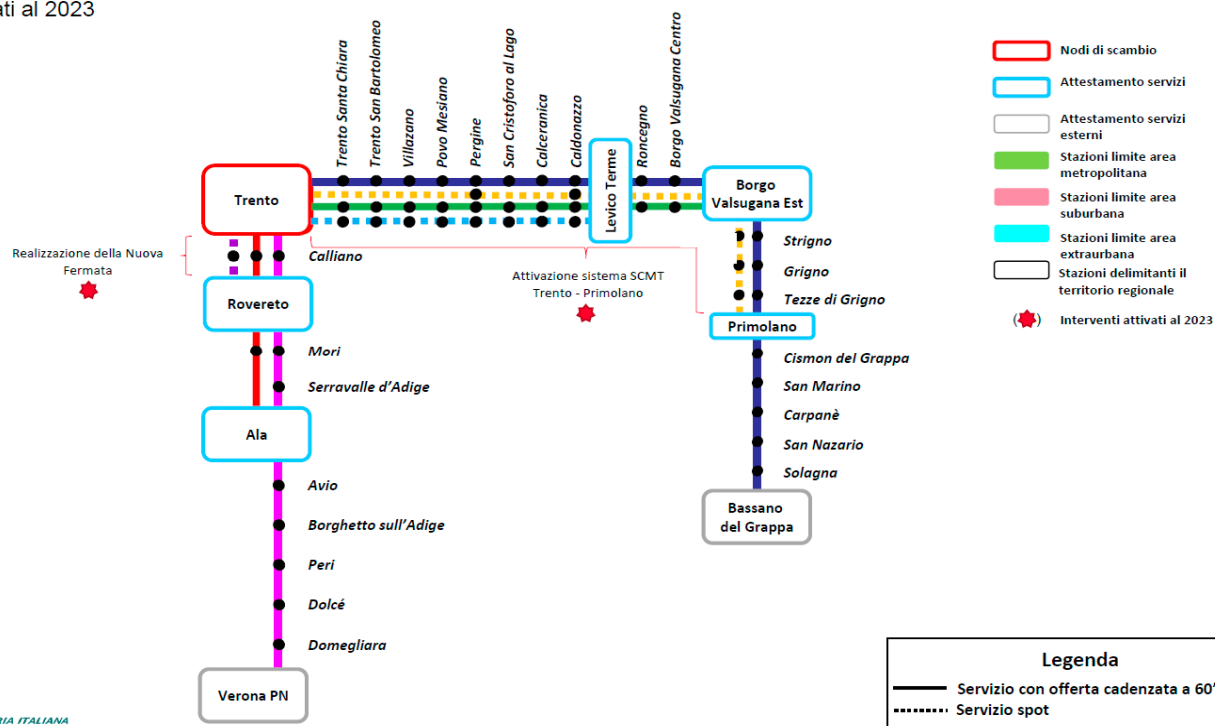 ati al 2023
Trento Santa Chiara
Trento San Bartolomeo
Villazano
Povo Mesiano
Pergine
San Cristoforo al Lago
Calceranica
Caldonazzo
Levico Terme
Roncegno
Borgo Valsugana Centro
Trento
Borgo
Valsugana Est
Realizzazione della Nuova
Fermata
Calliano
Rovereto
Mori
Serravalle d'Adige
Ala
Avio
Borghetto sull'Adige
Peri
Dolcé
Domegliara
Verona PN
Attivazione sistema SCMT
Trento - Primolano
Strigno
Grigno
Tezze di Grigno
Primolano
Cismon del Grappa
San Marino
Carpanè
San Nazario
Solagna
Bassano
del Grappa
Nodi di scambio
Attestamento servizi
Attestamento servizi
esterni
Stazioni limite area
metropolitana
Stazioni limite area
suburbana
Stazioni limite area
extraurbana
Stazioni delimitanti il
territorio regionale
( ) Interventi attivati al 2023
Legenda
Servizio con offerta cadenzata a 60'
Servizio spot
RIA ITALIANA